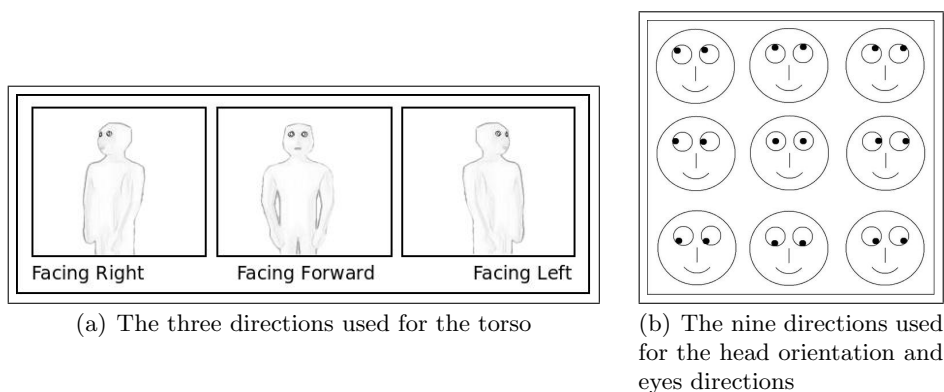 Facing Right
Facing Forward
Facing Left
(a) The three directions used for the torso
(b) The nine directions used
for the head orientation and
eyes directions